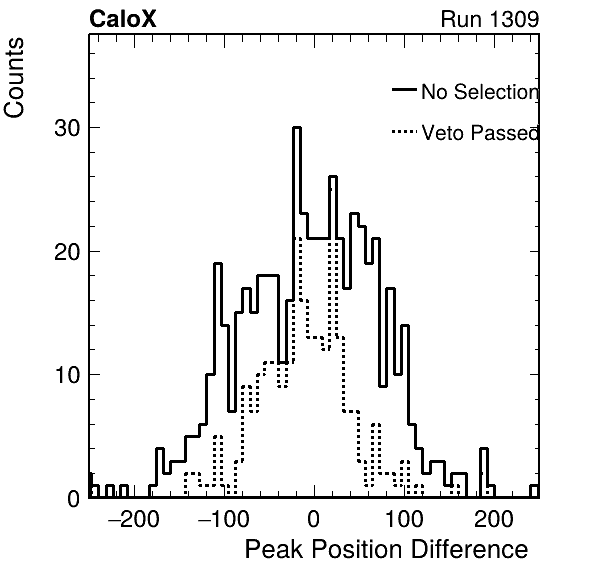 CaloX
Run 1309
Counts
No Selection
Veto Passed
30
20
10
0
−200
−100
0
100
200
Peak Position Difference